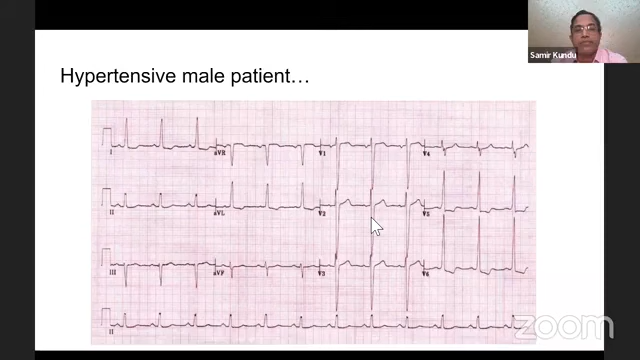 Samir Kundu
Hypertensive male patient…
I aVR V1 V4
II aVL V2 V5
III aVF V3 V6
II
zoom